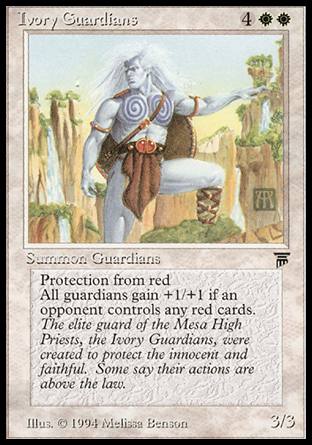 Ivory Guardians 4
Summon Guardians
Protection from red
All guardians gain +1/+1 if an
opponent controls any red cards.
The elite guard of the Mesa High
Priests, the Ivory Guardians, were
created to protect the innocent and
faithful. Some say their actions are
above the law.
3/3
Illus. © 1994 Melissa Benson